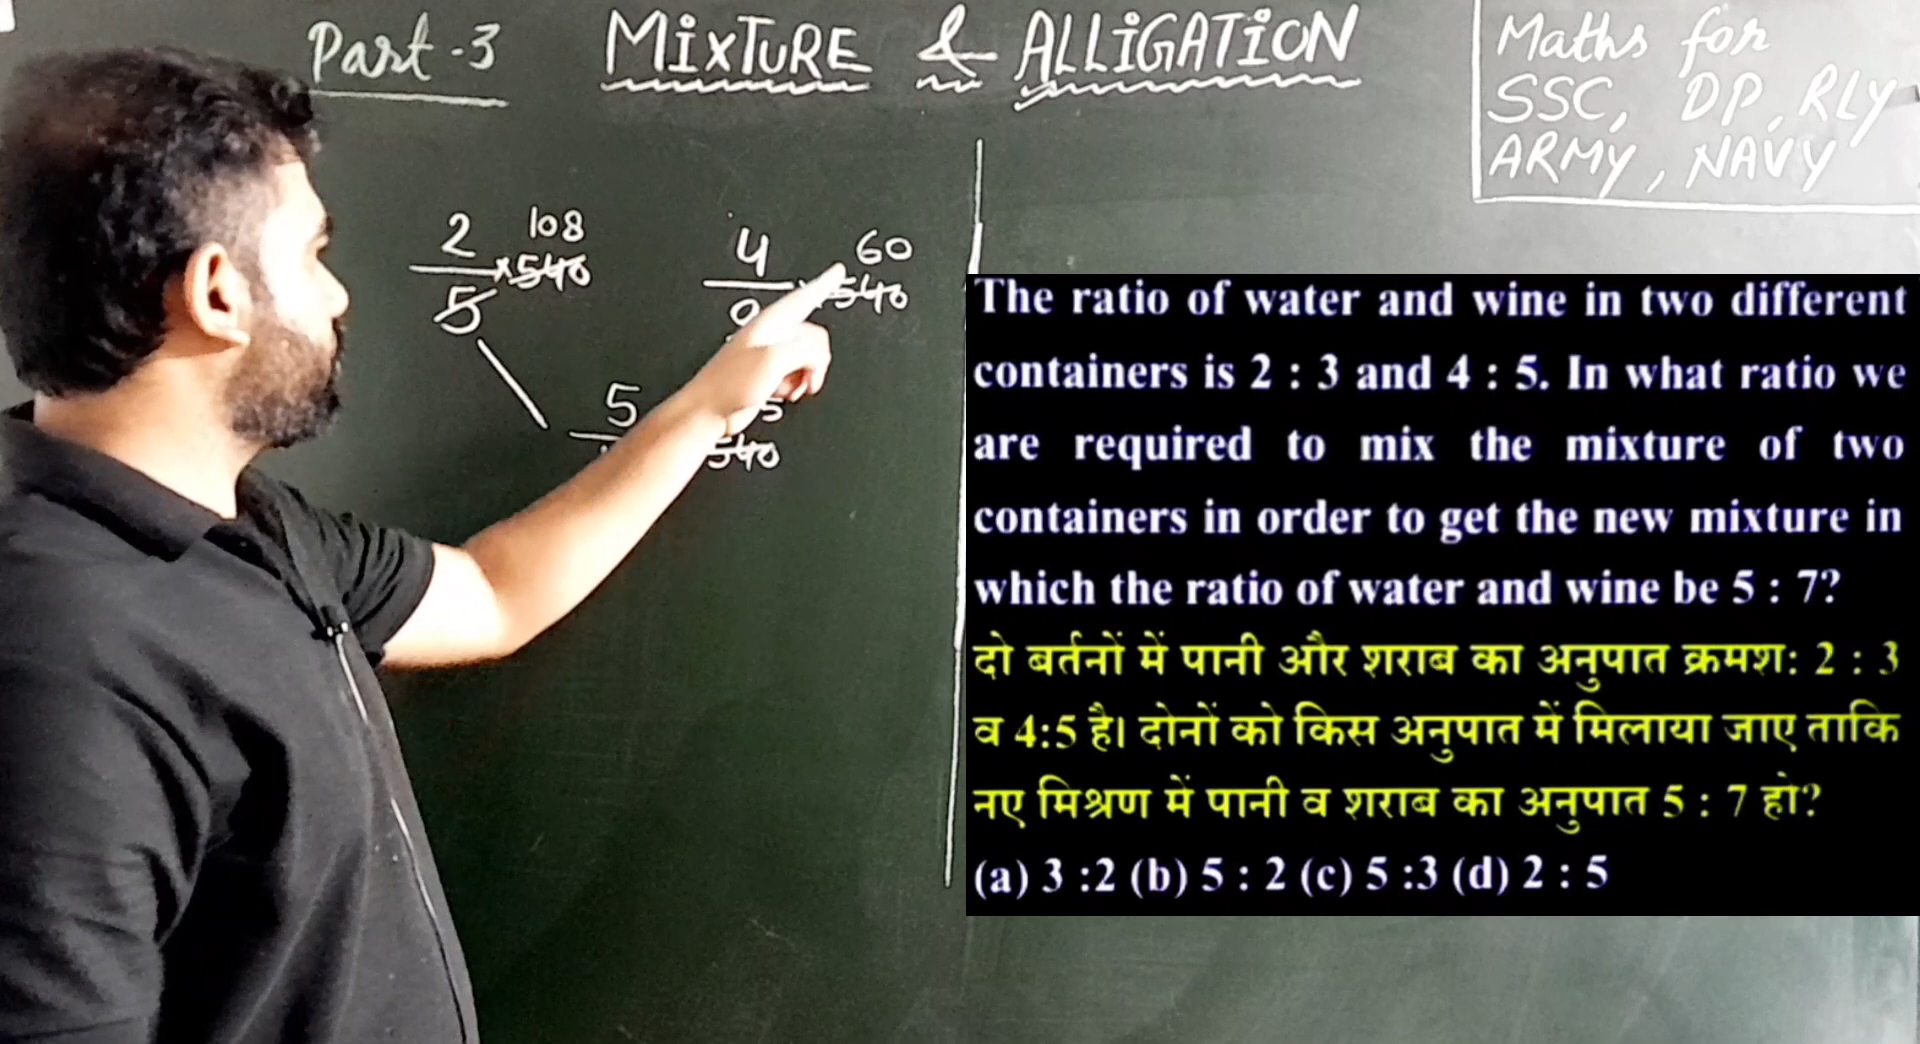 Part-3 MIXTURE & ALLIGATION
Maths for
SSC, DP, RLY
ARMY, NAVY
2 108
×540
5
4 60
540
9
5
5
540
The ratio of water and wine in two different
containers is 2 : 3 and 4 : 5. In what ratio we
are required to mix the mixture of two
containers in order to get the new mixture in
which the ratio of water and wine be 5 : 7?
दो बर्तनों में पानी और शराब का अनुपात क्रमश: 2 : 3
व 4:5 है। दोनों को किस अनुपात में मिलाया जाए ताकि
नए मिश्रण में पानी व शराब का अनुपात 5 : 7 हो?
(a) 3 :2 (b) 5 : 2 (c) 5 :3 (d) 2 : 5